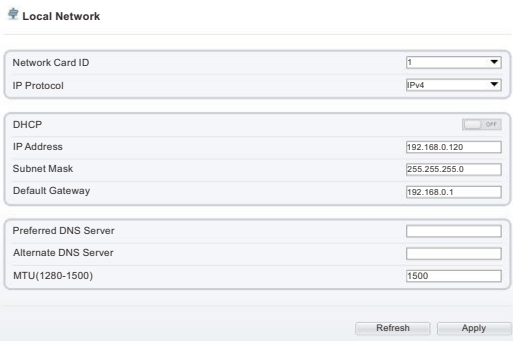 Local Network
Network Card ID 1
IP Protocol IPv4
DHCP OFF
IP Address 192.168.0.120
Subnet Mask 255.255.255.0
Default Gateway 192.168.0.1
Preferred DNS Server
Alternate DNS Server
MTU(1280-1500) 1500
Refresh Apply